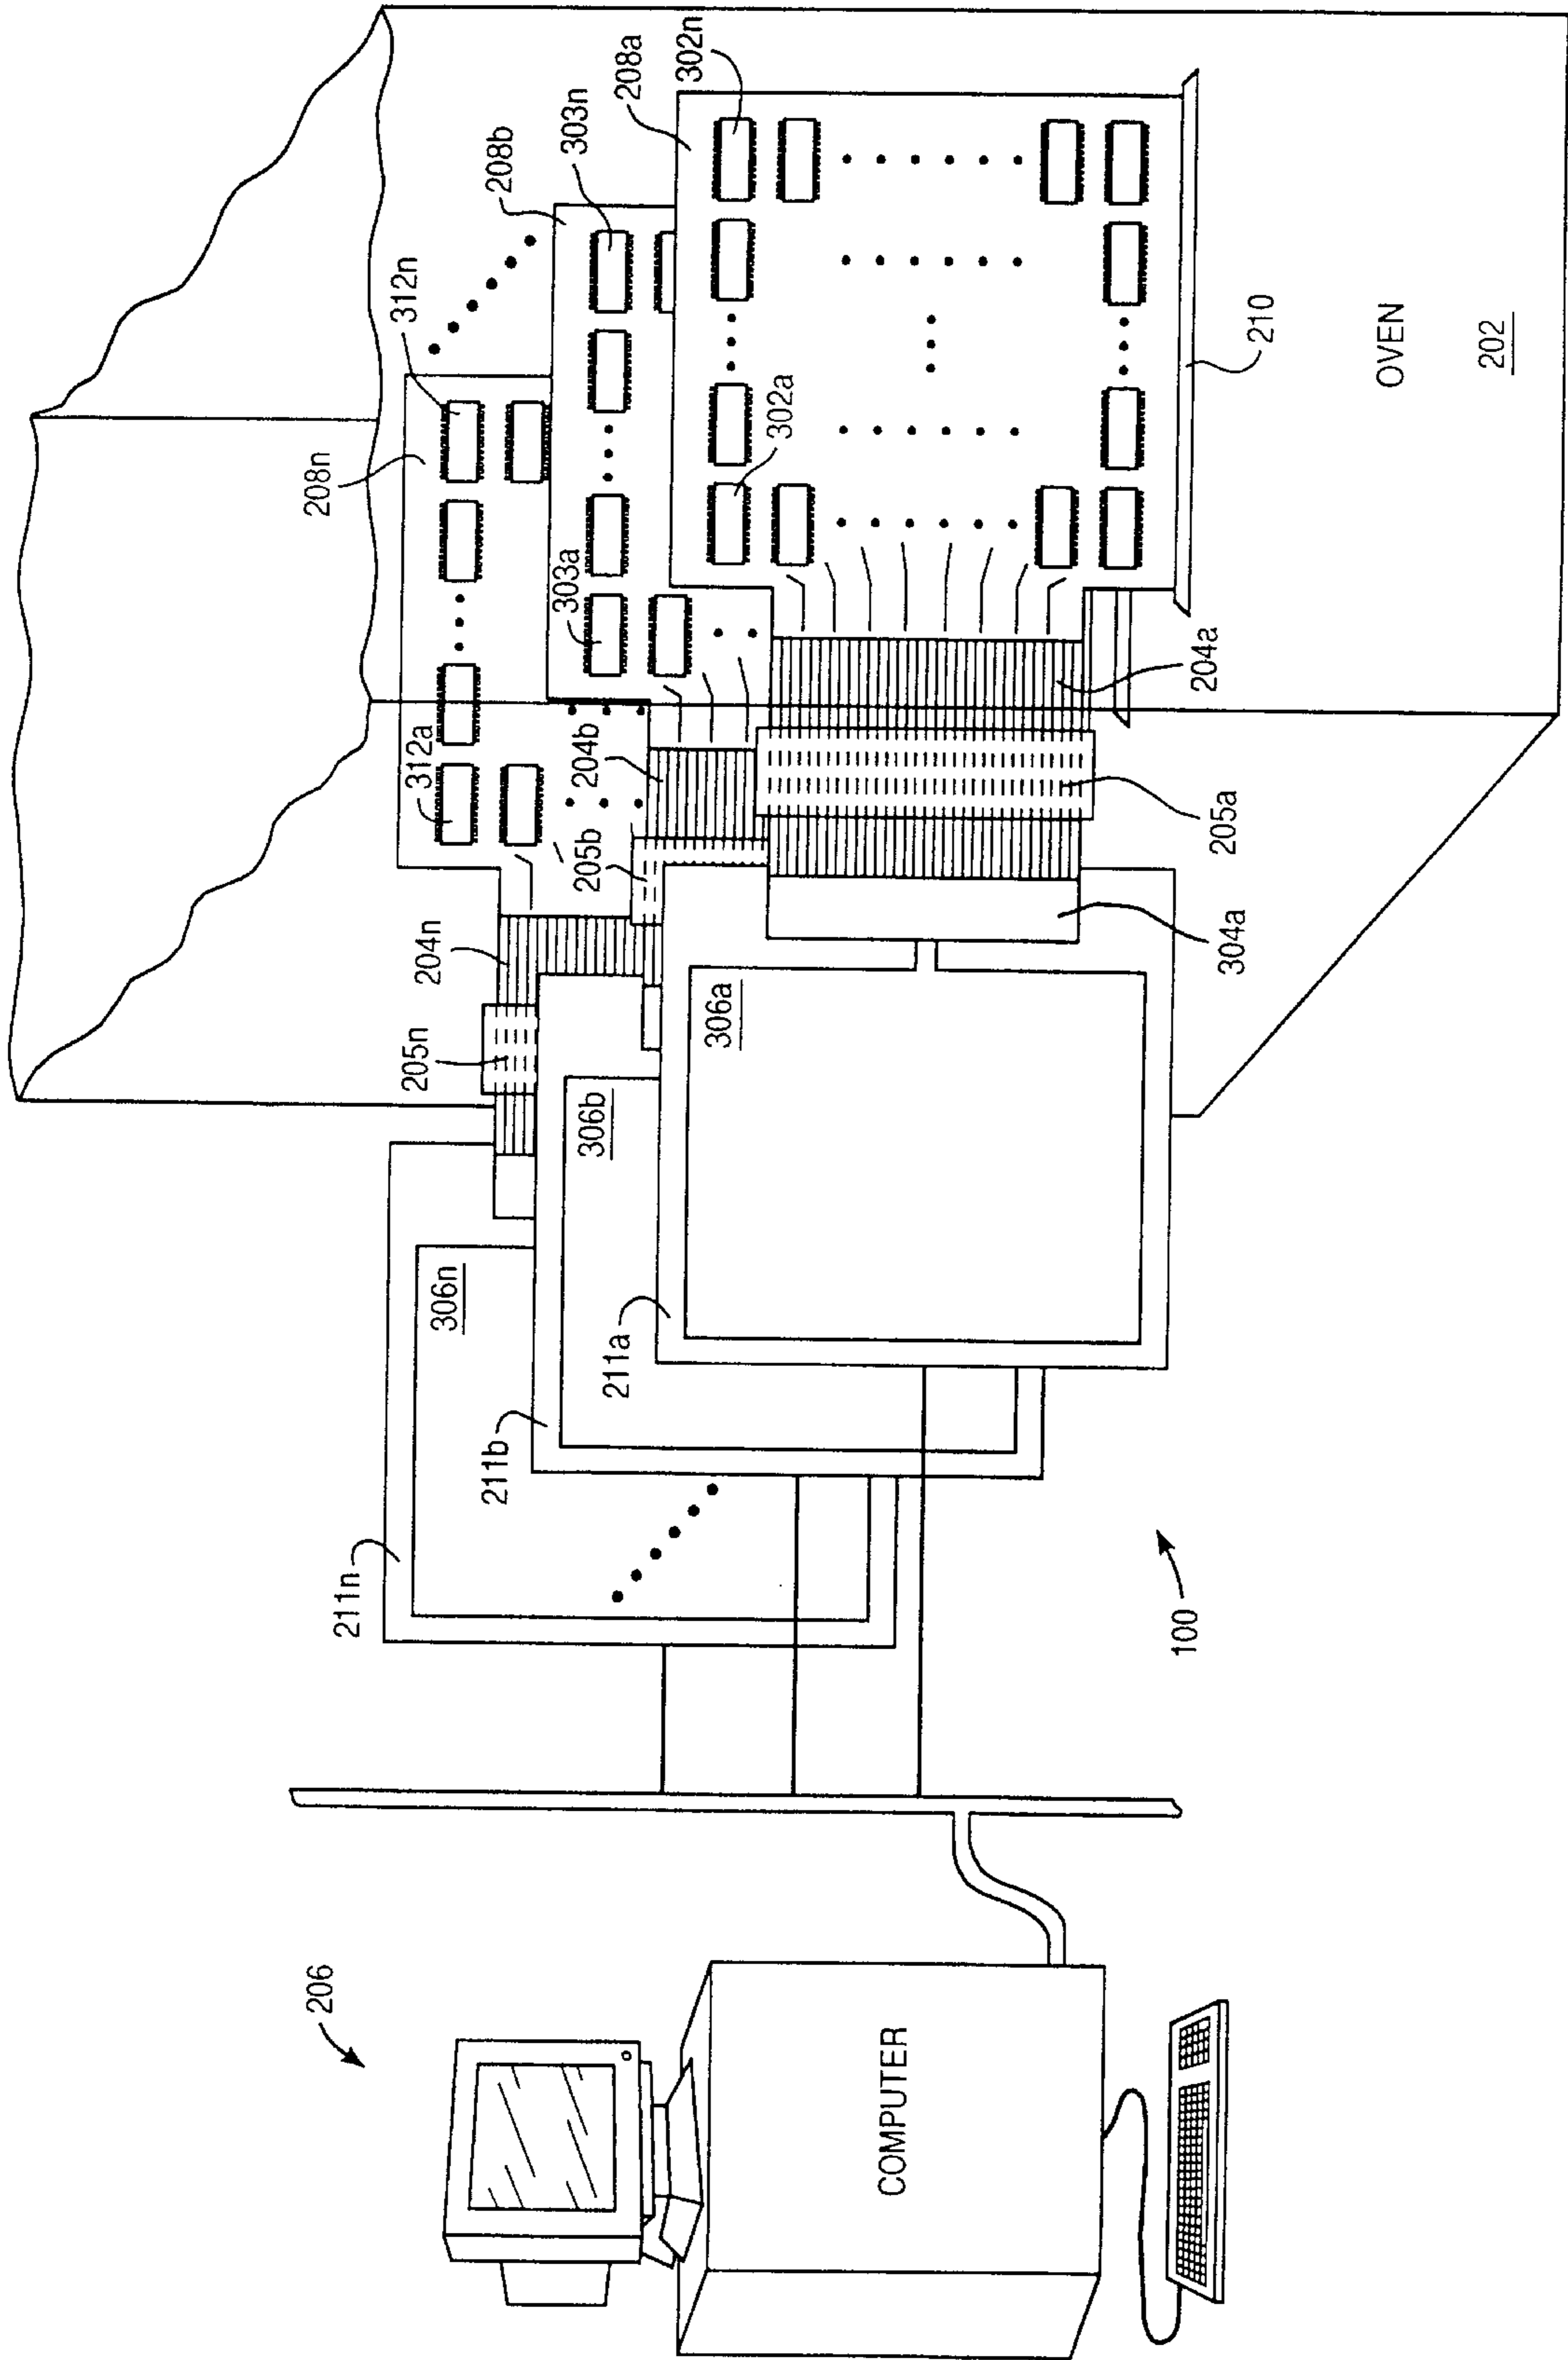 206
COMPUTER
100
211n
211b
211a
306n
306b
306a
205n
204n
205b
204b
304a
205a
204a
312a
312n
208n
303a
303n
208b
302a
302n
208a
210
OVEN
202